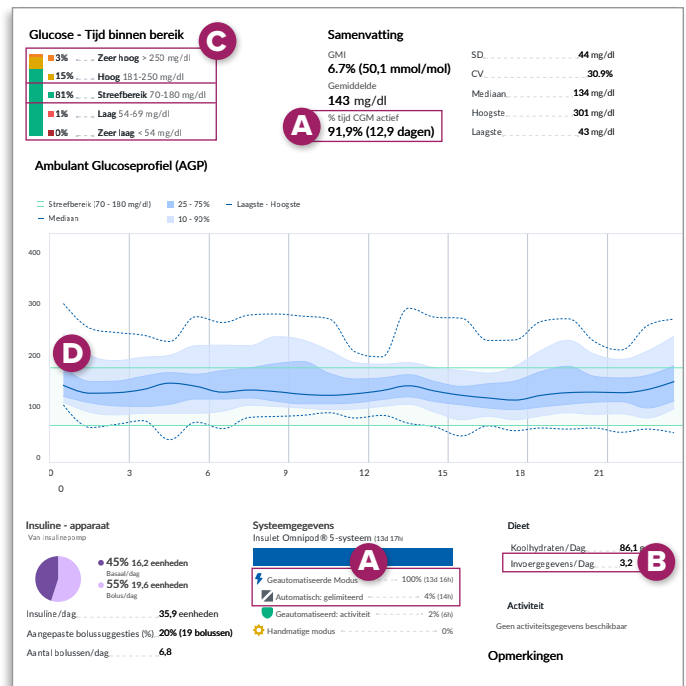 Glucose - Tijd binnen bereik
C
3% Zeer hoog > 250 mg/dl
15% Hoog 181-250 mg/dl
81% Streefbereik 70-180 mg/dl
1% Laag 54-69 mg/dl
0% Zeer laag < 54 mg/dl
Samenvatting
GMI
6.7% (50,1 mmol/mol)
Gemiddelde
143 mg/dl
A
% tijd CGM actief
91,9% (12,9 dagen)
SD 44 mg/dl
CV 30.9%
Mediaan 134 mg/dl
Hoogste 301 mg/dl
Laagste 43 mg/dl
Ambulant Glucoseprofiel (AGP)
Streefbereik (70 - 180 mg/dl) 25 - 75% Laagste - Hoogste
Mediaan 10 - 90%
400
300
200
D
100
0
0 3 6 9 12 15 18 21
0
Insuline - apparaat
Van insulinepomp
45% 16,2 eenheden
Basaal/dag
55% 19,6 eenheden
Bolus/dag
Insuline/dag 35,9 eenheden
Aangepaste bolussuggesties (%) 20% (19 bolussen)
Aantal bolussen/dag 6,8
Systeemgegevens
Insulet Omnipod® 5-systeem (13d 17h)
A
Geautomatiseerde Modus 100% (13d 16h)
Automatisch: gelimiteerd 4% (14h)
Geautomatiseerd: activiteit 2% (6h)
Handmatige modus 0%
Dieet
Koolhydraten/Dag 86,1 g
Invoergegevens/Dag 3,2
B
Activiteit
Geen activiteitsgegevens beschikbaar
Opmerkingen